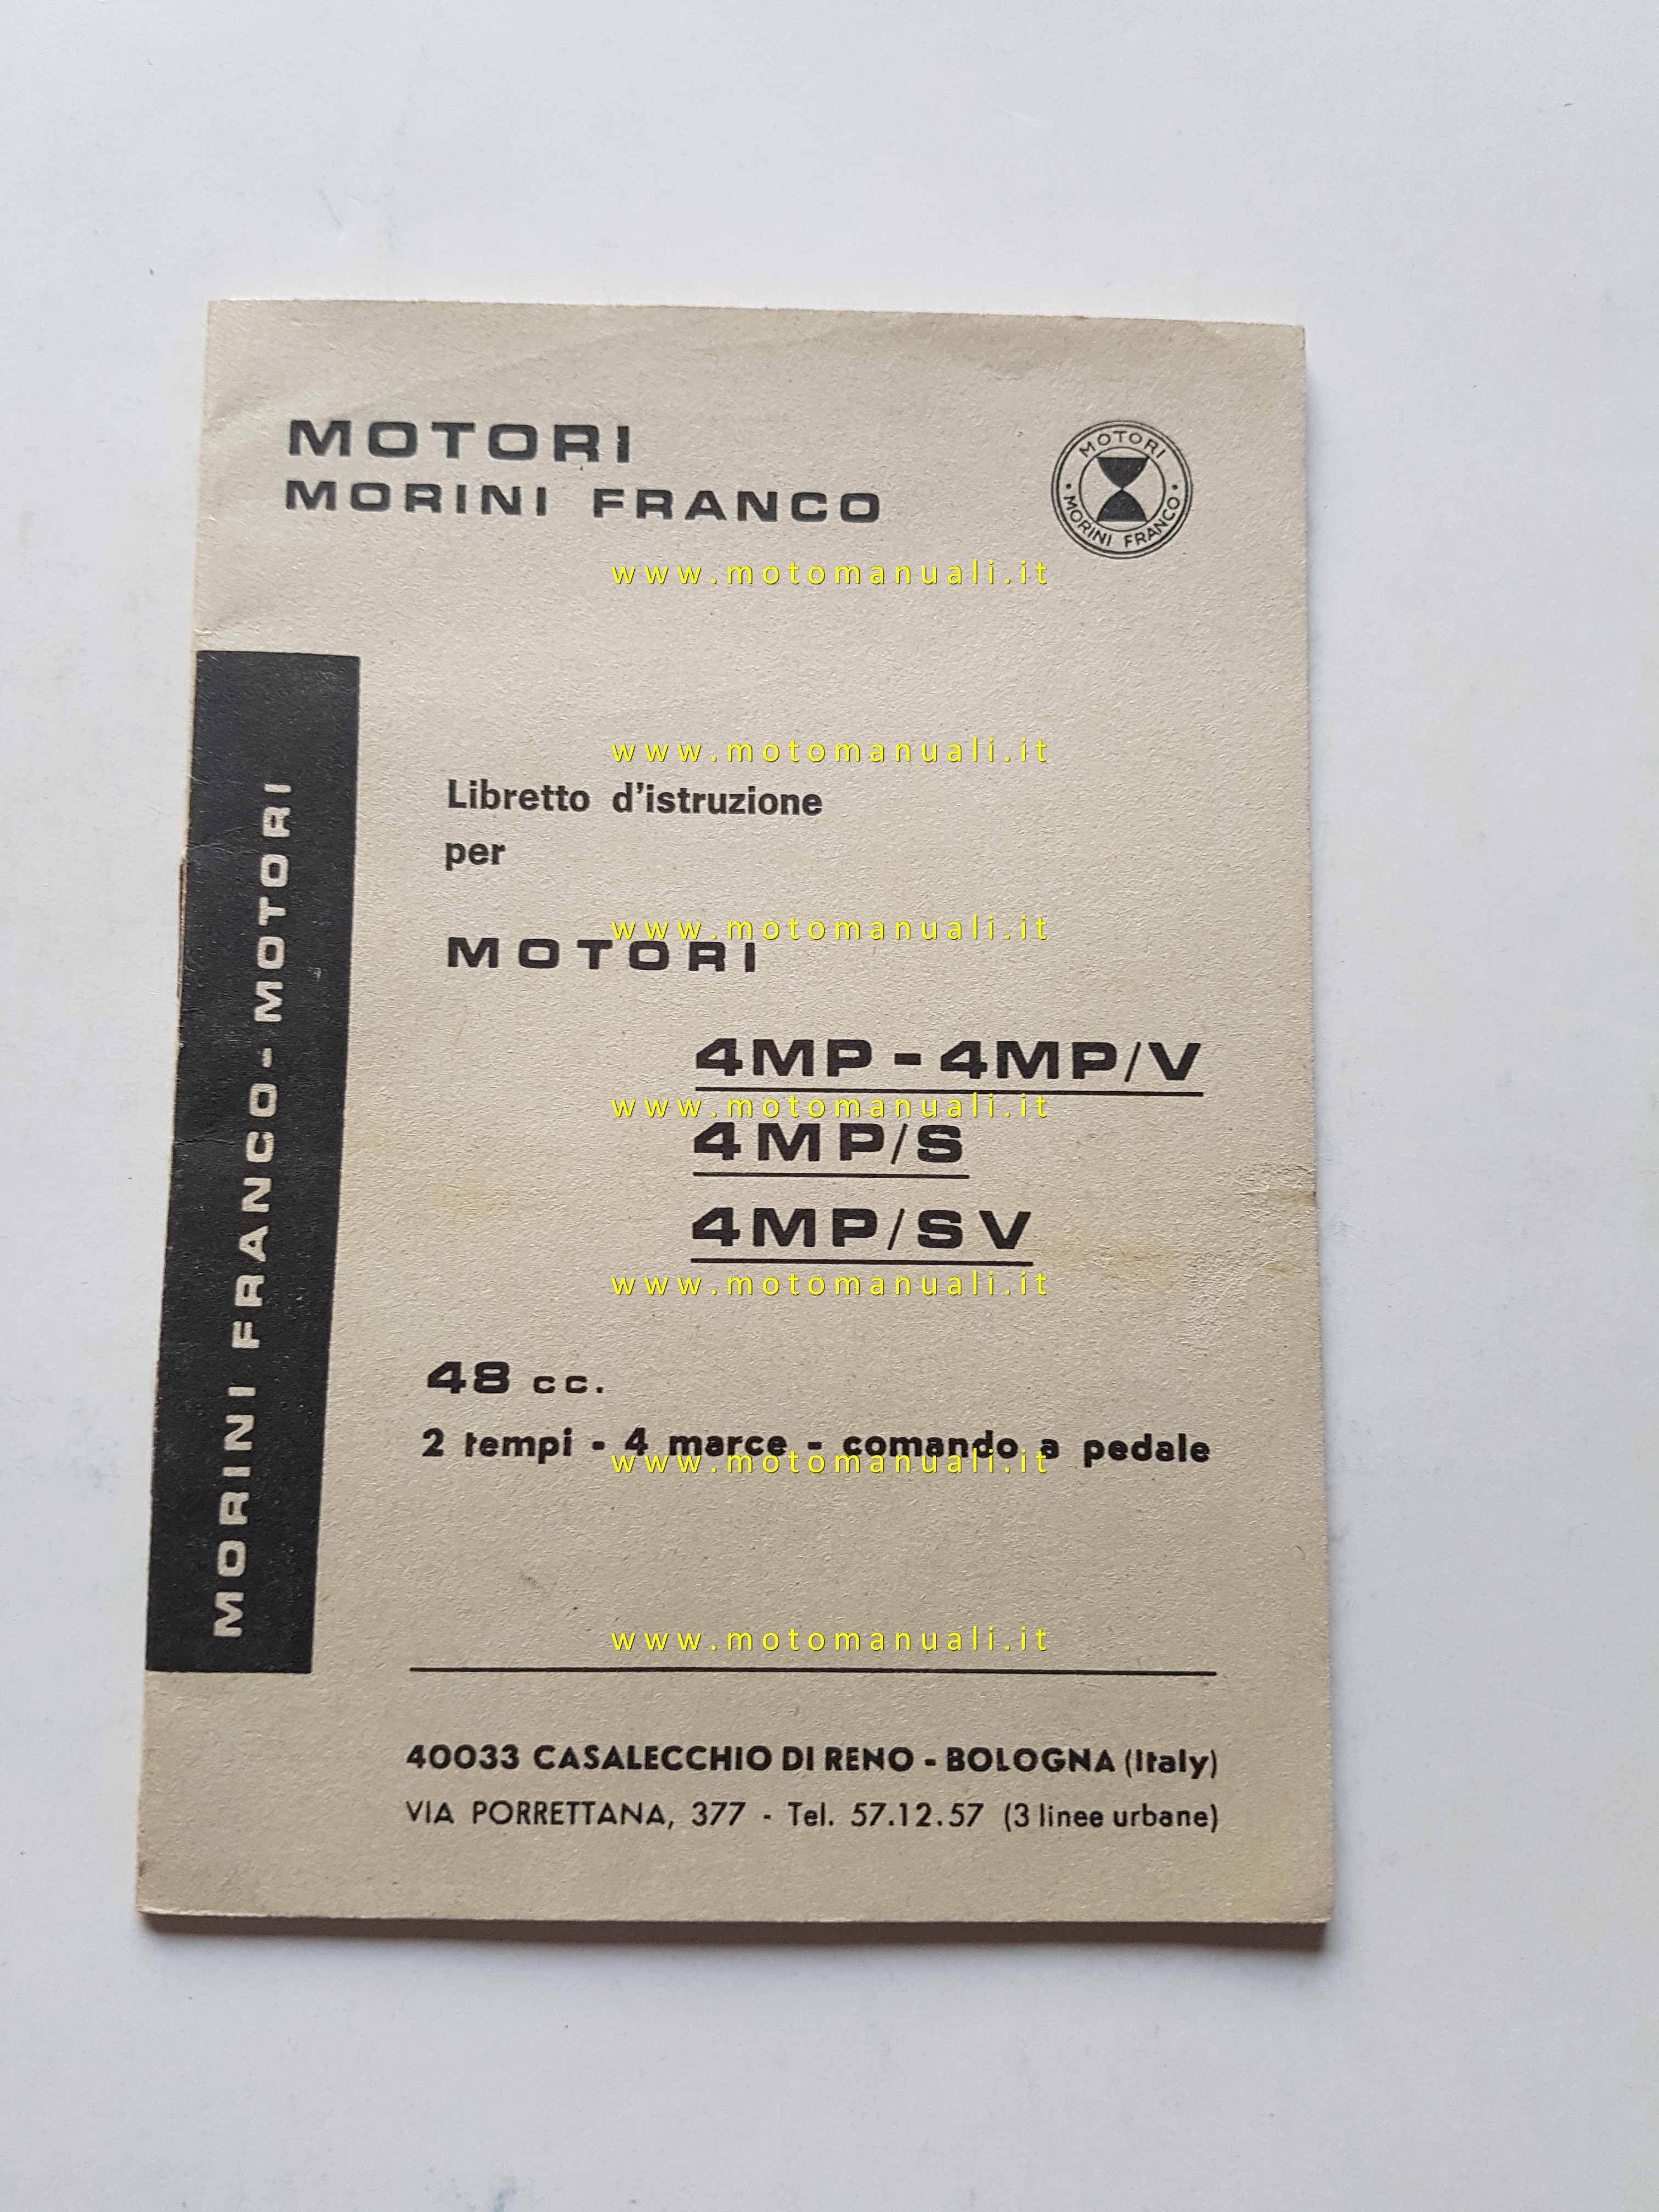 MOTORI
MORINI FRANCO
MOTORI
• MORINI FRANCO •
www.motomanuali.it
www.motomanuali.it
Libretto d'istruzione
per
www.motomanuali.it
MOTORI
4MP - 4MP/V
www.motomanuali.it
4MP/S
4MP/SV
www.motomanuali.it
48 cc.
2 tempi - 4 marce - comando a pedale
www.motomanuali.it
www.motomanuali.it
MORINI FRANCO - MOTORI
40033 CASALECCHIO DI RENO - BOLOGNA (Italy)
VIA PORRETTANA, 377 - Tel. 57.12.57 (3 linee urbane)